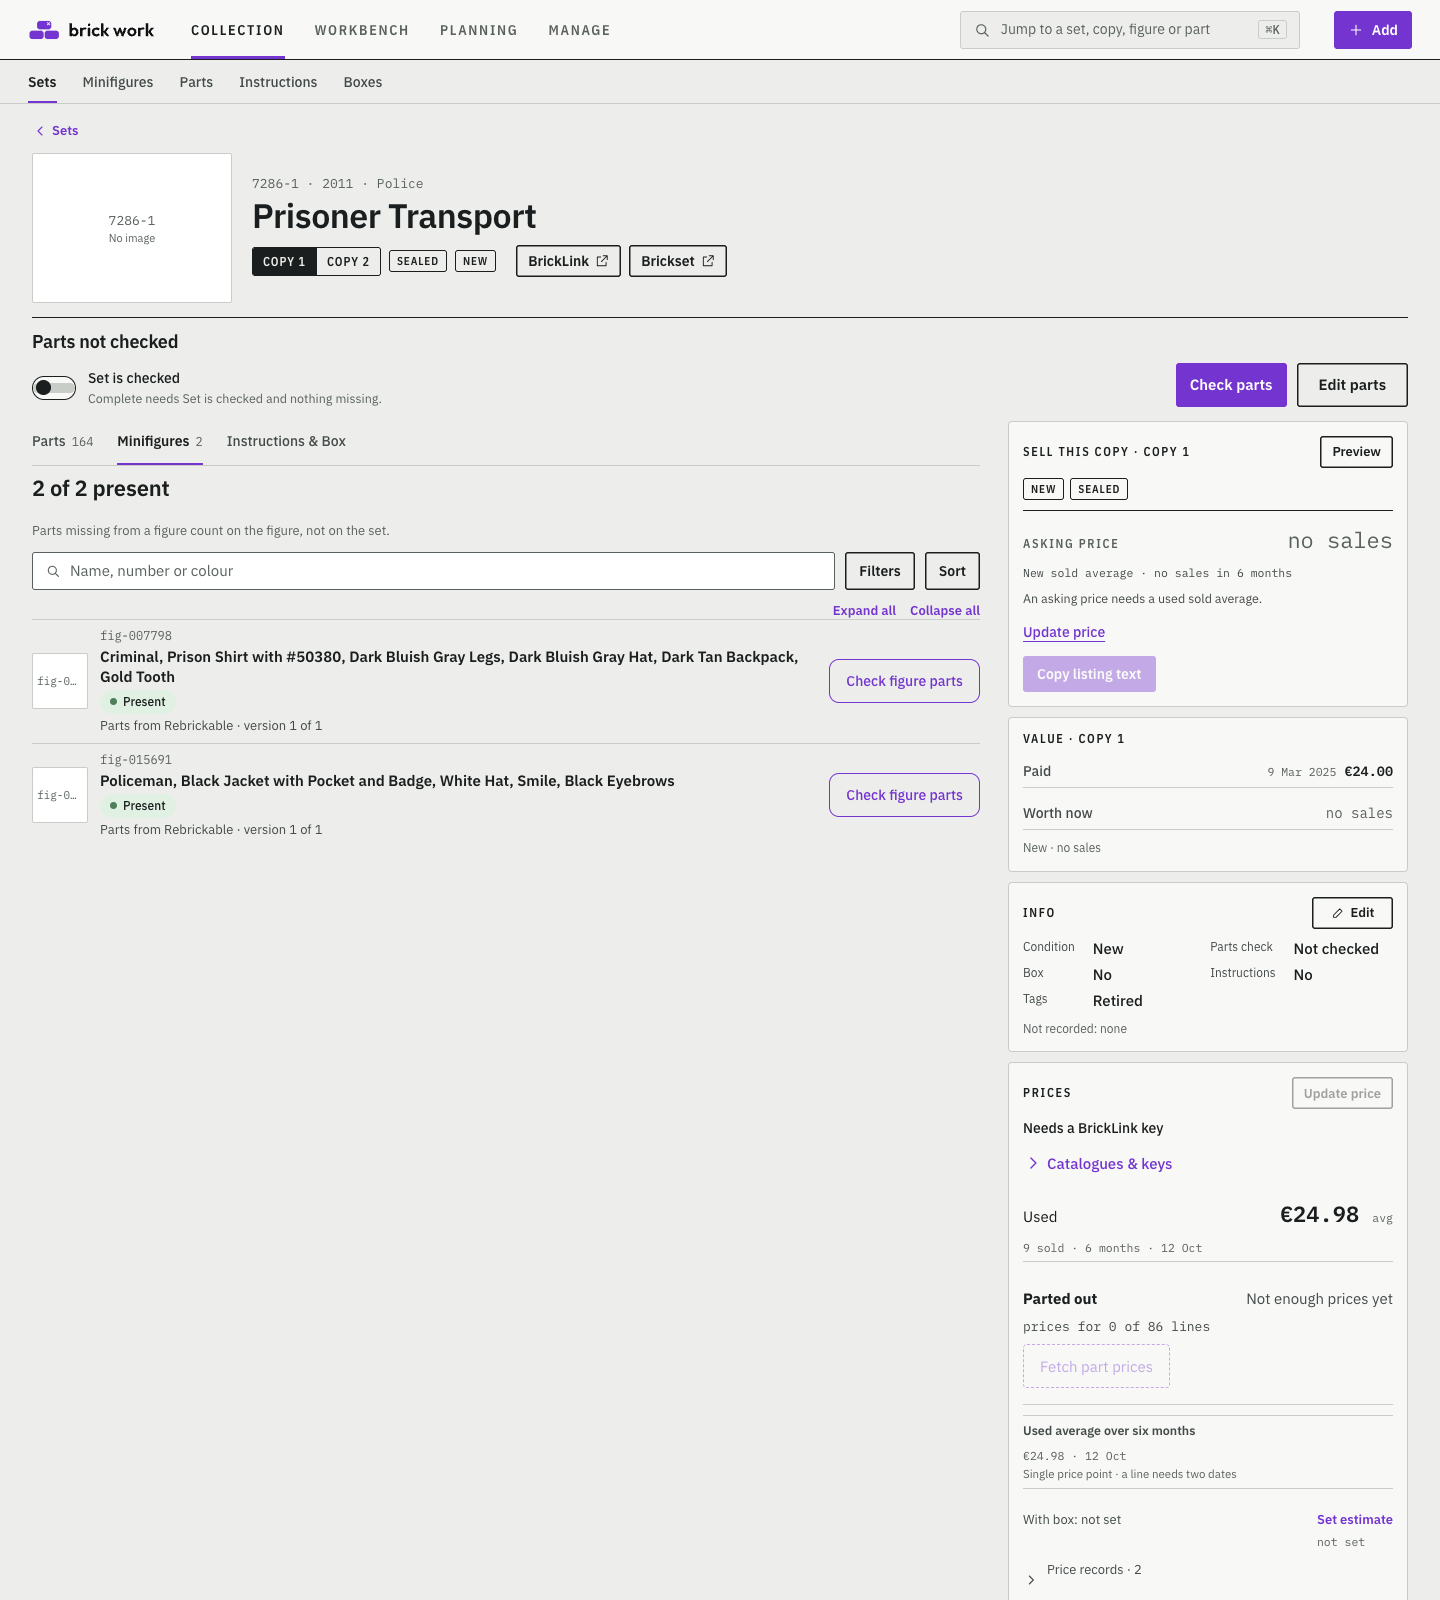 brick work
COLLECTION WORKBENCH PLANNING MANAGE
Jump to a set, copy, figure or part ⌘K
+ Add
Sets Minifigures Parts Instructions Boxes
Sets
7286-1
No image
7286-1 · 2011 · Police
Prisoner Transport
COPY 1 COPY 2 SEALED NEW BrickLink Brickset
Parts not checked
Set is checked
Complete needs Set is checked and nothing missing.
Check parts Edit parts
Parts 164 Minifigures 2 Instructions & Box
2 of 2 present
Parts missing from a figure count on the figure, not on the set.
Name, number or colour
Filters Sort
Expand all Collapse all
fig-0…
fig-007798
Criminal, Prison Shirt with #50380, Dark Bluish Gray Legs, Dark Bluish Gray Hat, Dark Tan Backpack,
Gold Tooth
Present
Parts from Rebrickable · version 1 of 1
Check figure parts
fig-0…
fig-015691
Policeman, Black Jacket with Pocket and Badge, White Hat, Smile, Black Eyebrows
Present
Parts from Rebrickable · version 1 of 1
Check figure parts
SELL THIS COPY · COPY 1 Preview
NEW SEALED
ASKING PRICE no sales
New sold average · no sales in 6 months
An asking price needs a used sold average.
Update price
Copy listing text
VALUE · COPY 1
Paid 9 Mar 2025 €24.00
Worth now no sales
New · no sales
INFO Edit
Condition New Parts check Not checked
Box No Instructions No
Tags Retired
Not recorded: none
PRICES Update price
Needs a BrickLink key
Catalogues & keys
Used €24.98 avg
9 sold · 6 months · 12 Oct
Parted out Not enough prices yet
prices for 0 of 86 lines
Fetch part prices
Used average over six months
€24.98 · 12 Oct
Single price point · a line needs two dates
With box: not set Set estimate
not set
Price records · 2